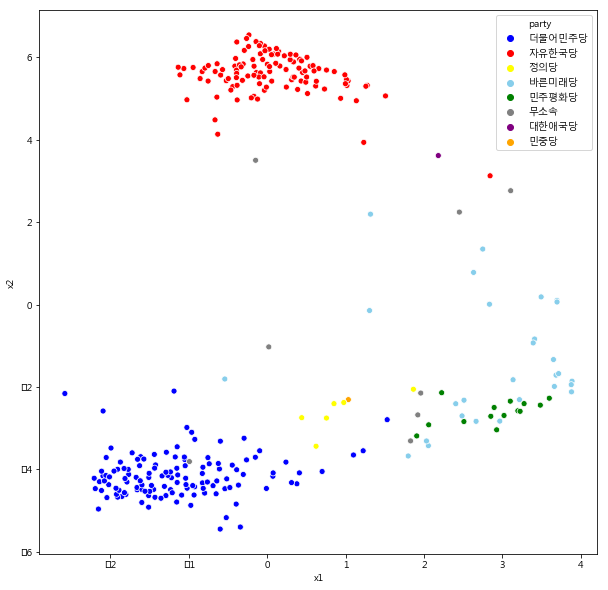 party
더불어민주당
자유한국당
정의당
바른미래당
민주평화당
무소속
대한애국당
민중당
6
4
2
0
□2
□4
□6
x2
□2
□1
0
1
2
3
4
x1